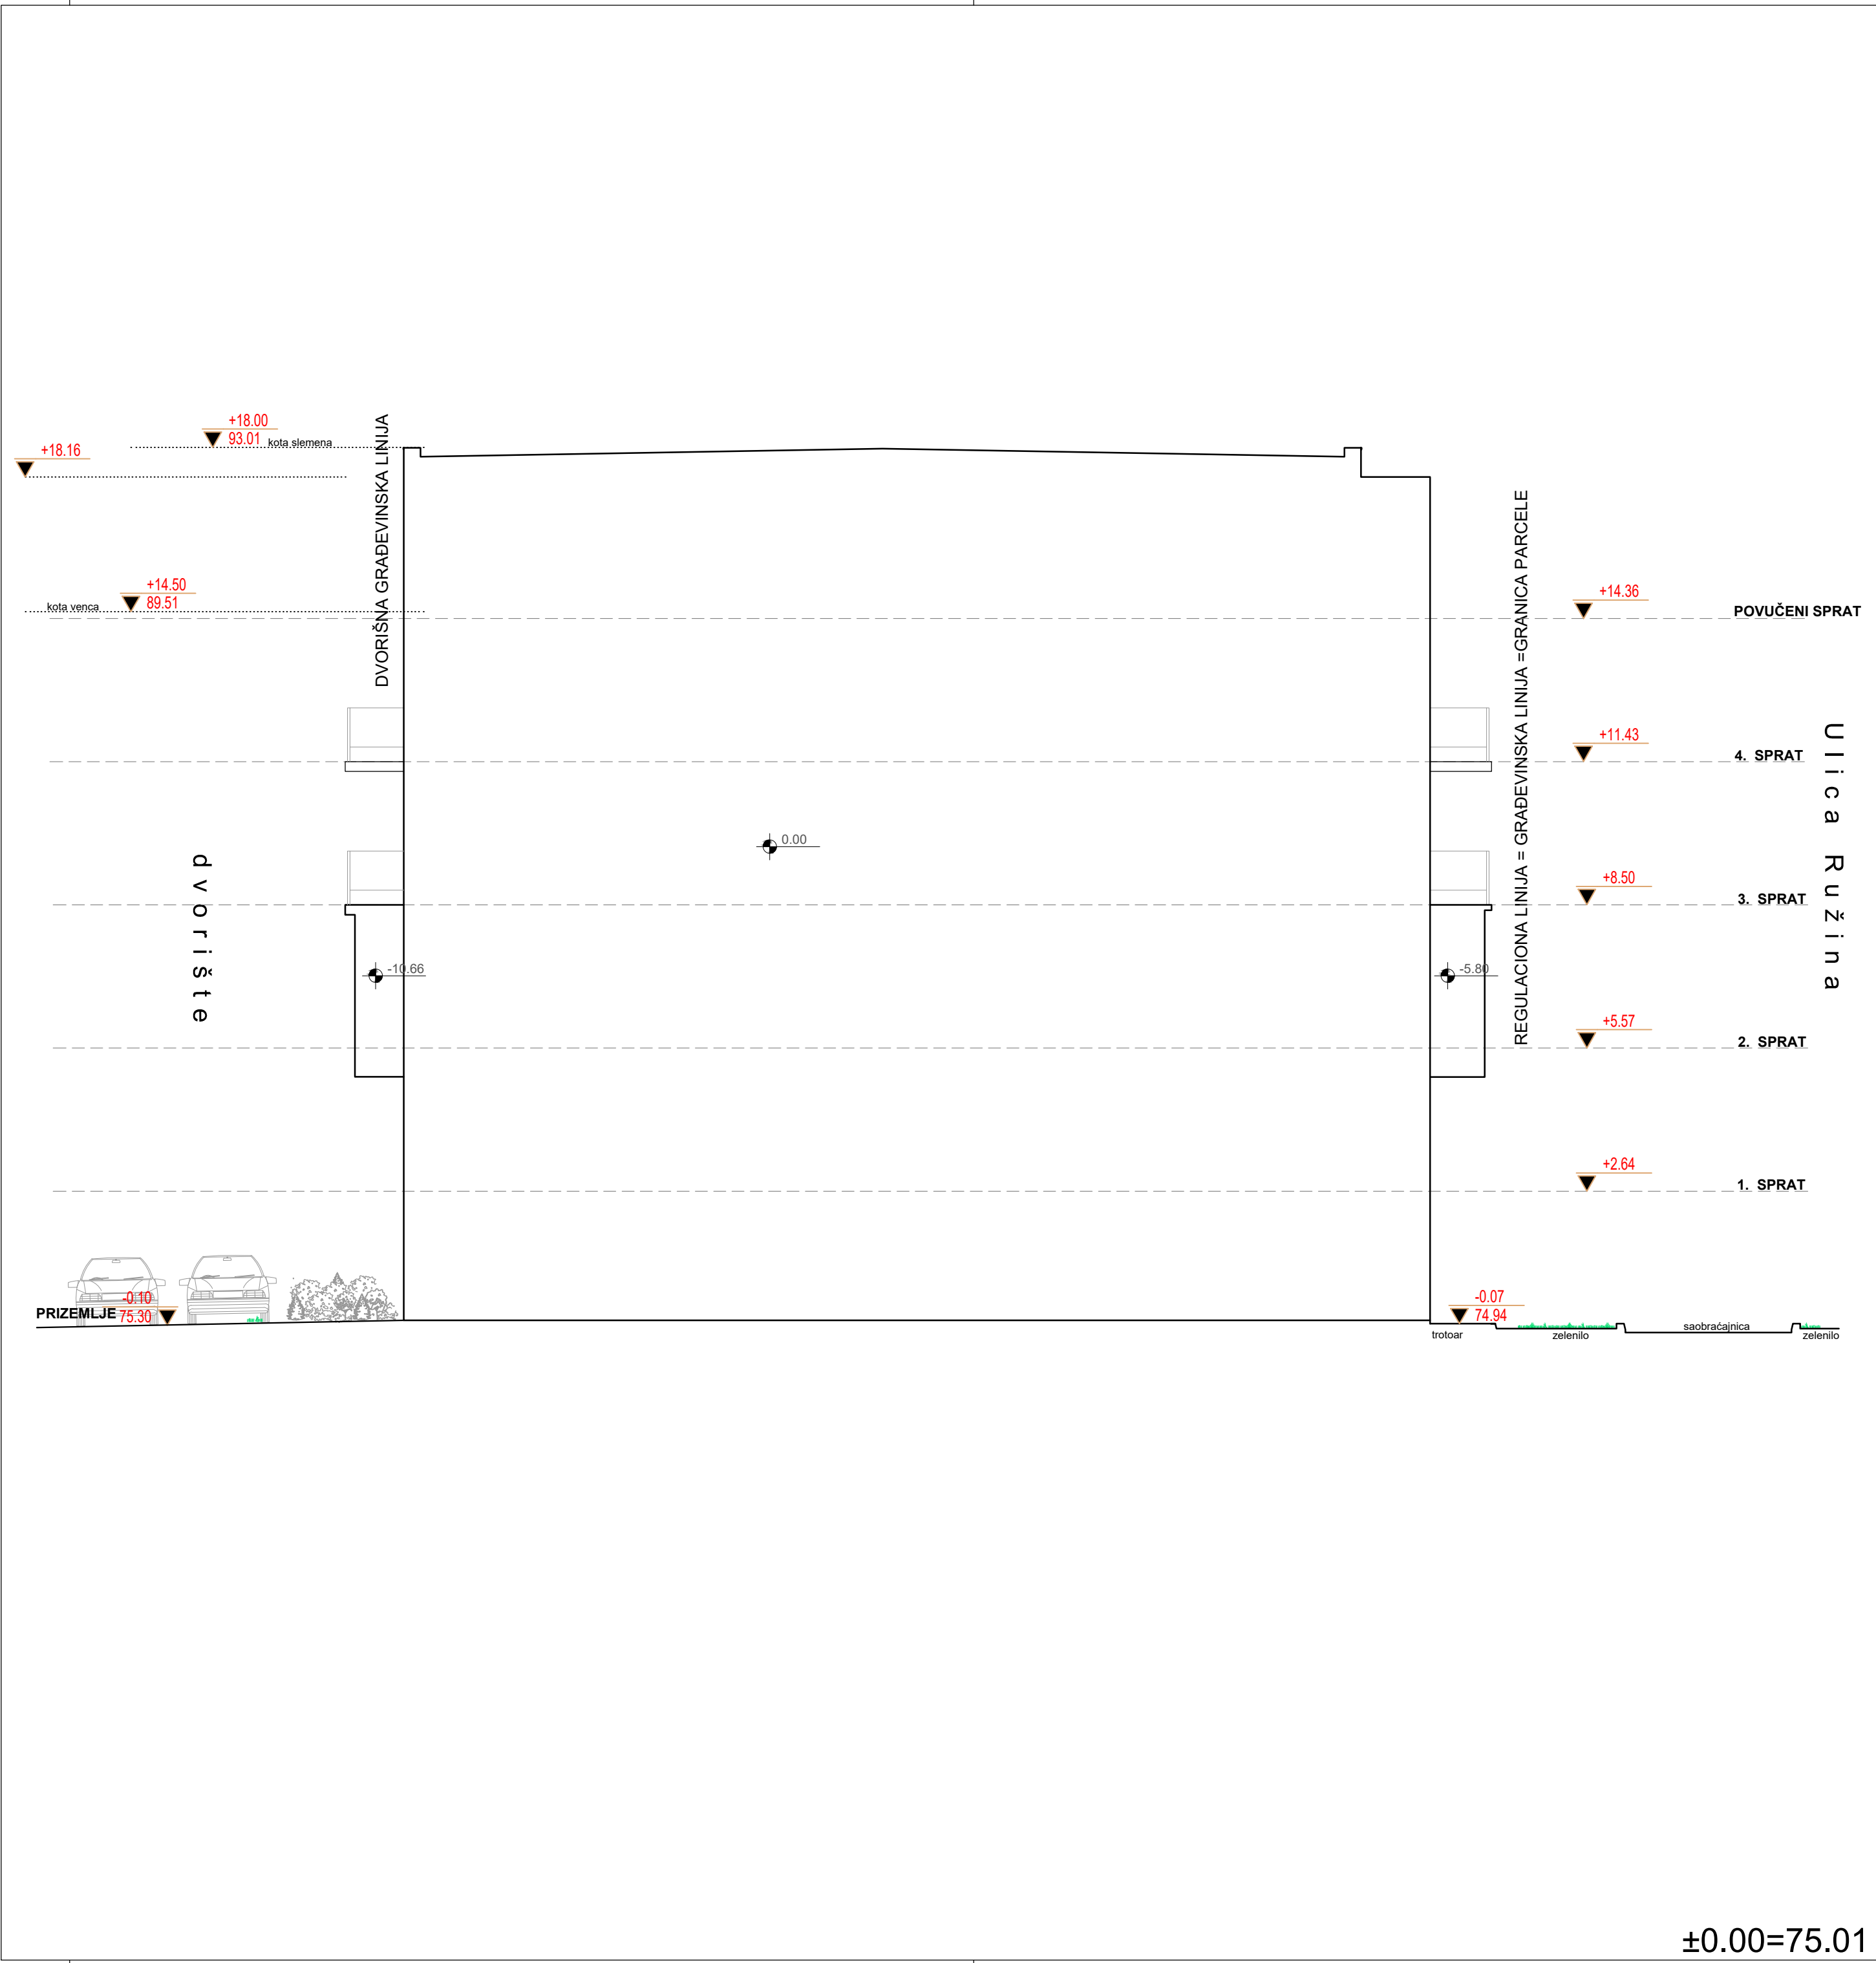 +18.00
93.01 kota slemena
+18.16
DVORIŠNA GRAĐEVINSKA LINIJA
+14.50
kota venca 89.51
+14.36
POVUČENI SPRAT
REGULACIONA LINIJA = GRAĐEVINSKA LINIJA =GRANICA PARCELE
+11.43
4. SPRAT
Ulica Ružina
0.00
dvorište
+8.50
3. SPRAT
-10.66
-5.80
+5.57
2. SPRAT
+2.64
1. SPRAT
-0.10
PRIZEMLJE 75.30
-0.07
74.94
trotoar
zelenilo
saobraćajnica
zelenilo
±0.00=75.01